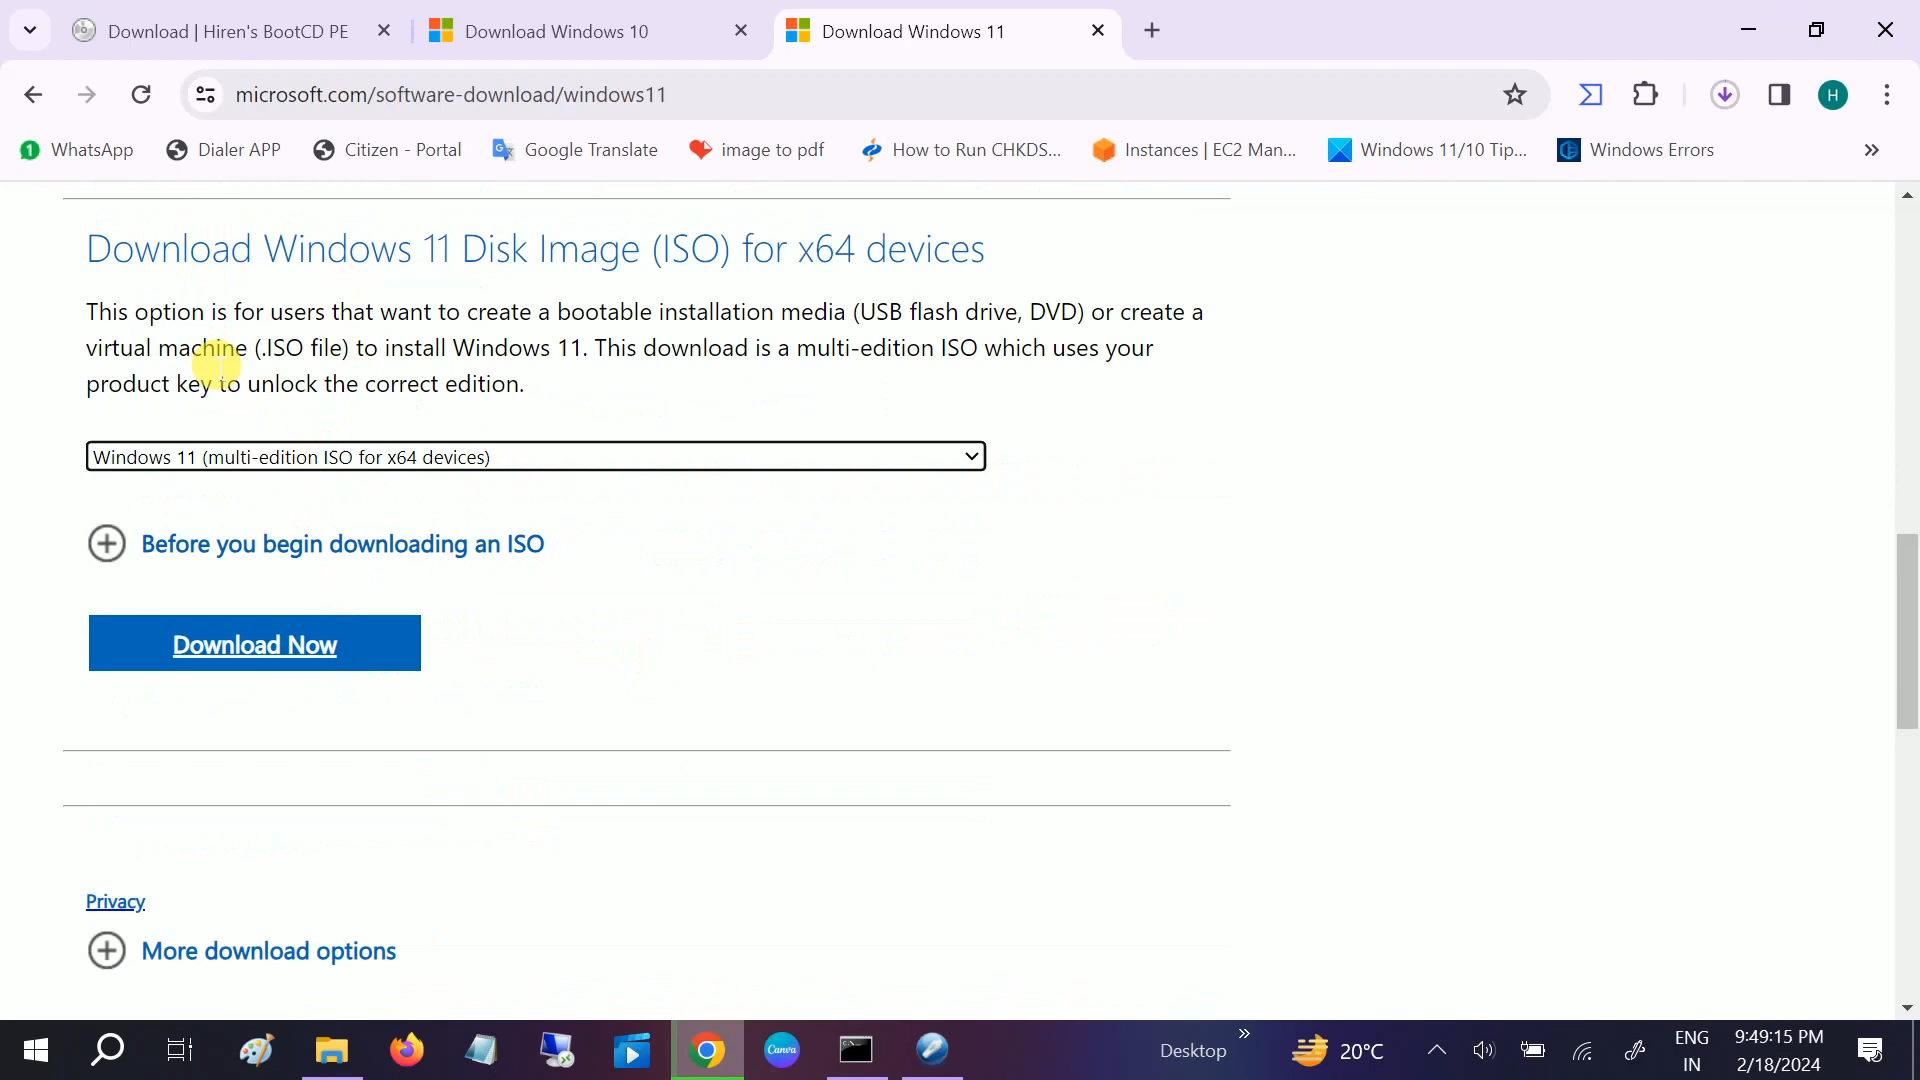 Download | Hiren's BootCD PE
Download Windows 10
Download Windows 11
microsoft.com/software-download/windows11
H
1 WhatsApp
Dialer APP
Citizen - Portal
Google Translate
image to pdf
How to Run CHKDS...
Instances | EC2 Man...
Windows 11/10 Tip...
Windows Errors
Download Windows 11 Disk Image (ISO) for x64 devices
This option is for users that want to create a bootable installation media (USB flash drive, DVD) or create a
virtual machine (.ISO file) to install Windows 11. This download is a multi-edition ISO which uses your
product key to unlock the correct edition.
Windows 11 (multi-edition ISO for x64 devices)
Before you begin downloading an ISO
Download Now
Privacy
More download options
Canva
Desktop
20°C
ENG
IN
9:49:15 PM
2/18/2024